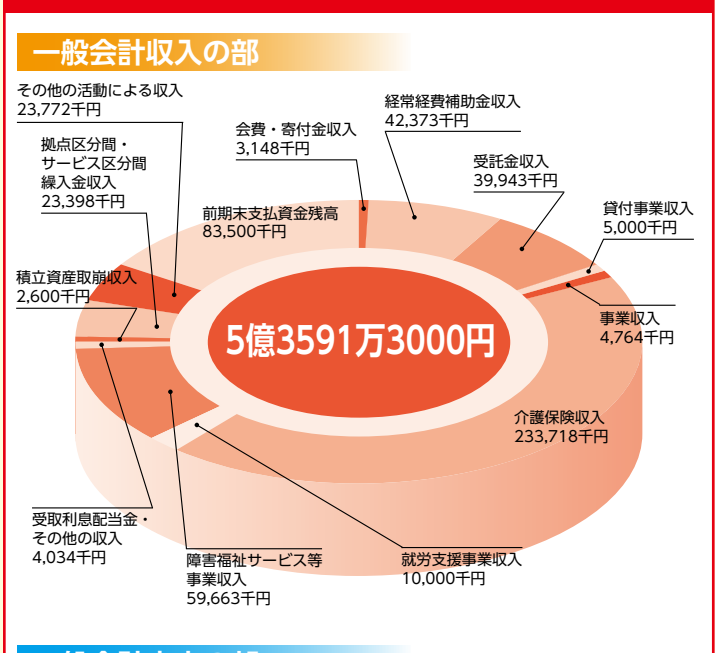 一般会計収入の部
その他の活動による収入
23,772千円
拠点区分間・
サービス区分間
繰入金収入
23,398千円
積立資産取崩収入
2,600千円
前期末支払資金残高
83,500千円
会費・寄付金収入
3,148千円
経常経費補助金収入
42,373千円
受託金収入
39,943千円
貸付事業収入
5,000千円
事業収入
4,764千円
5億3591万3000円
介護保険収入
233,718千円
受取利息配当金・
その他の収入
4,034千円
障害福祉サービス等
事業収入
59,663千円
就労支援事業収入
10,000千円